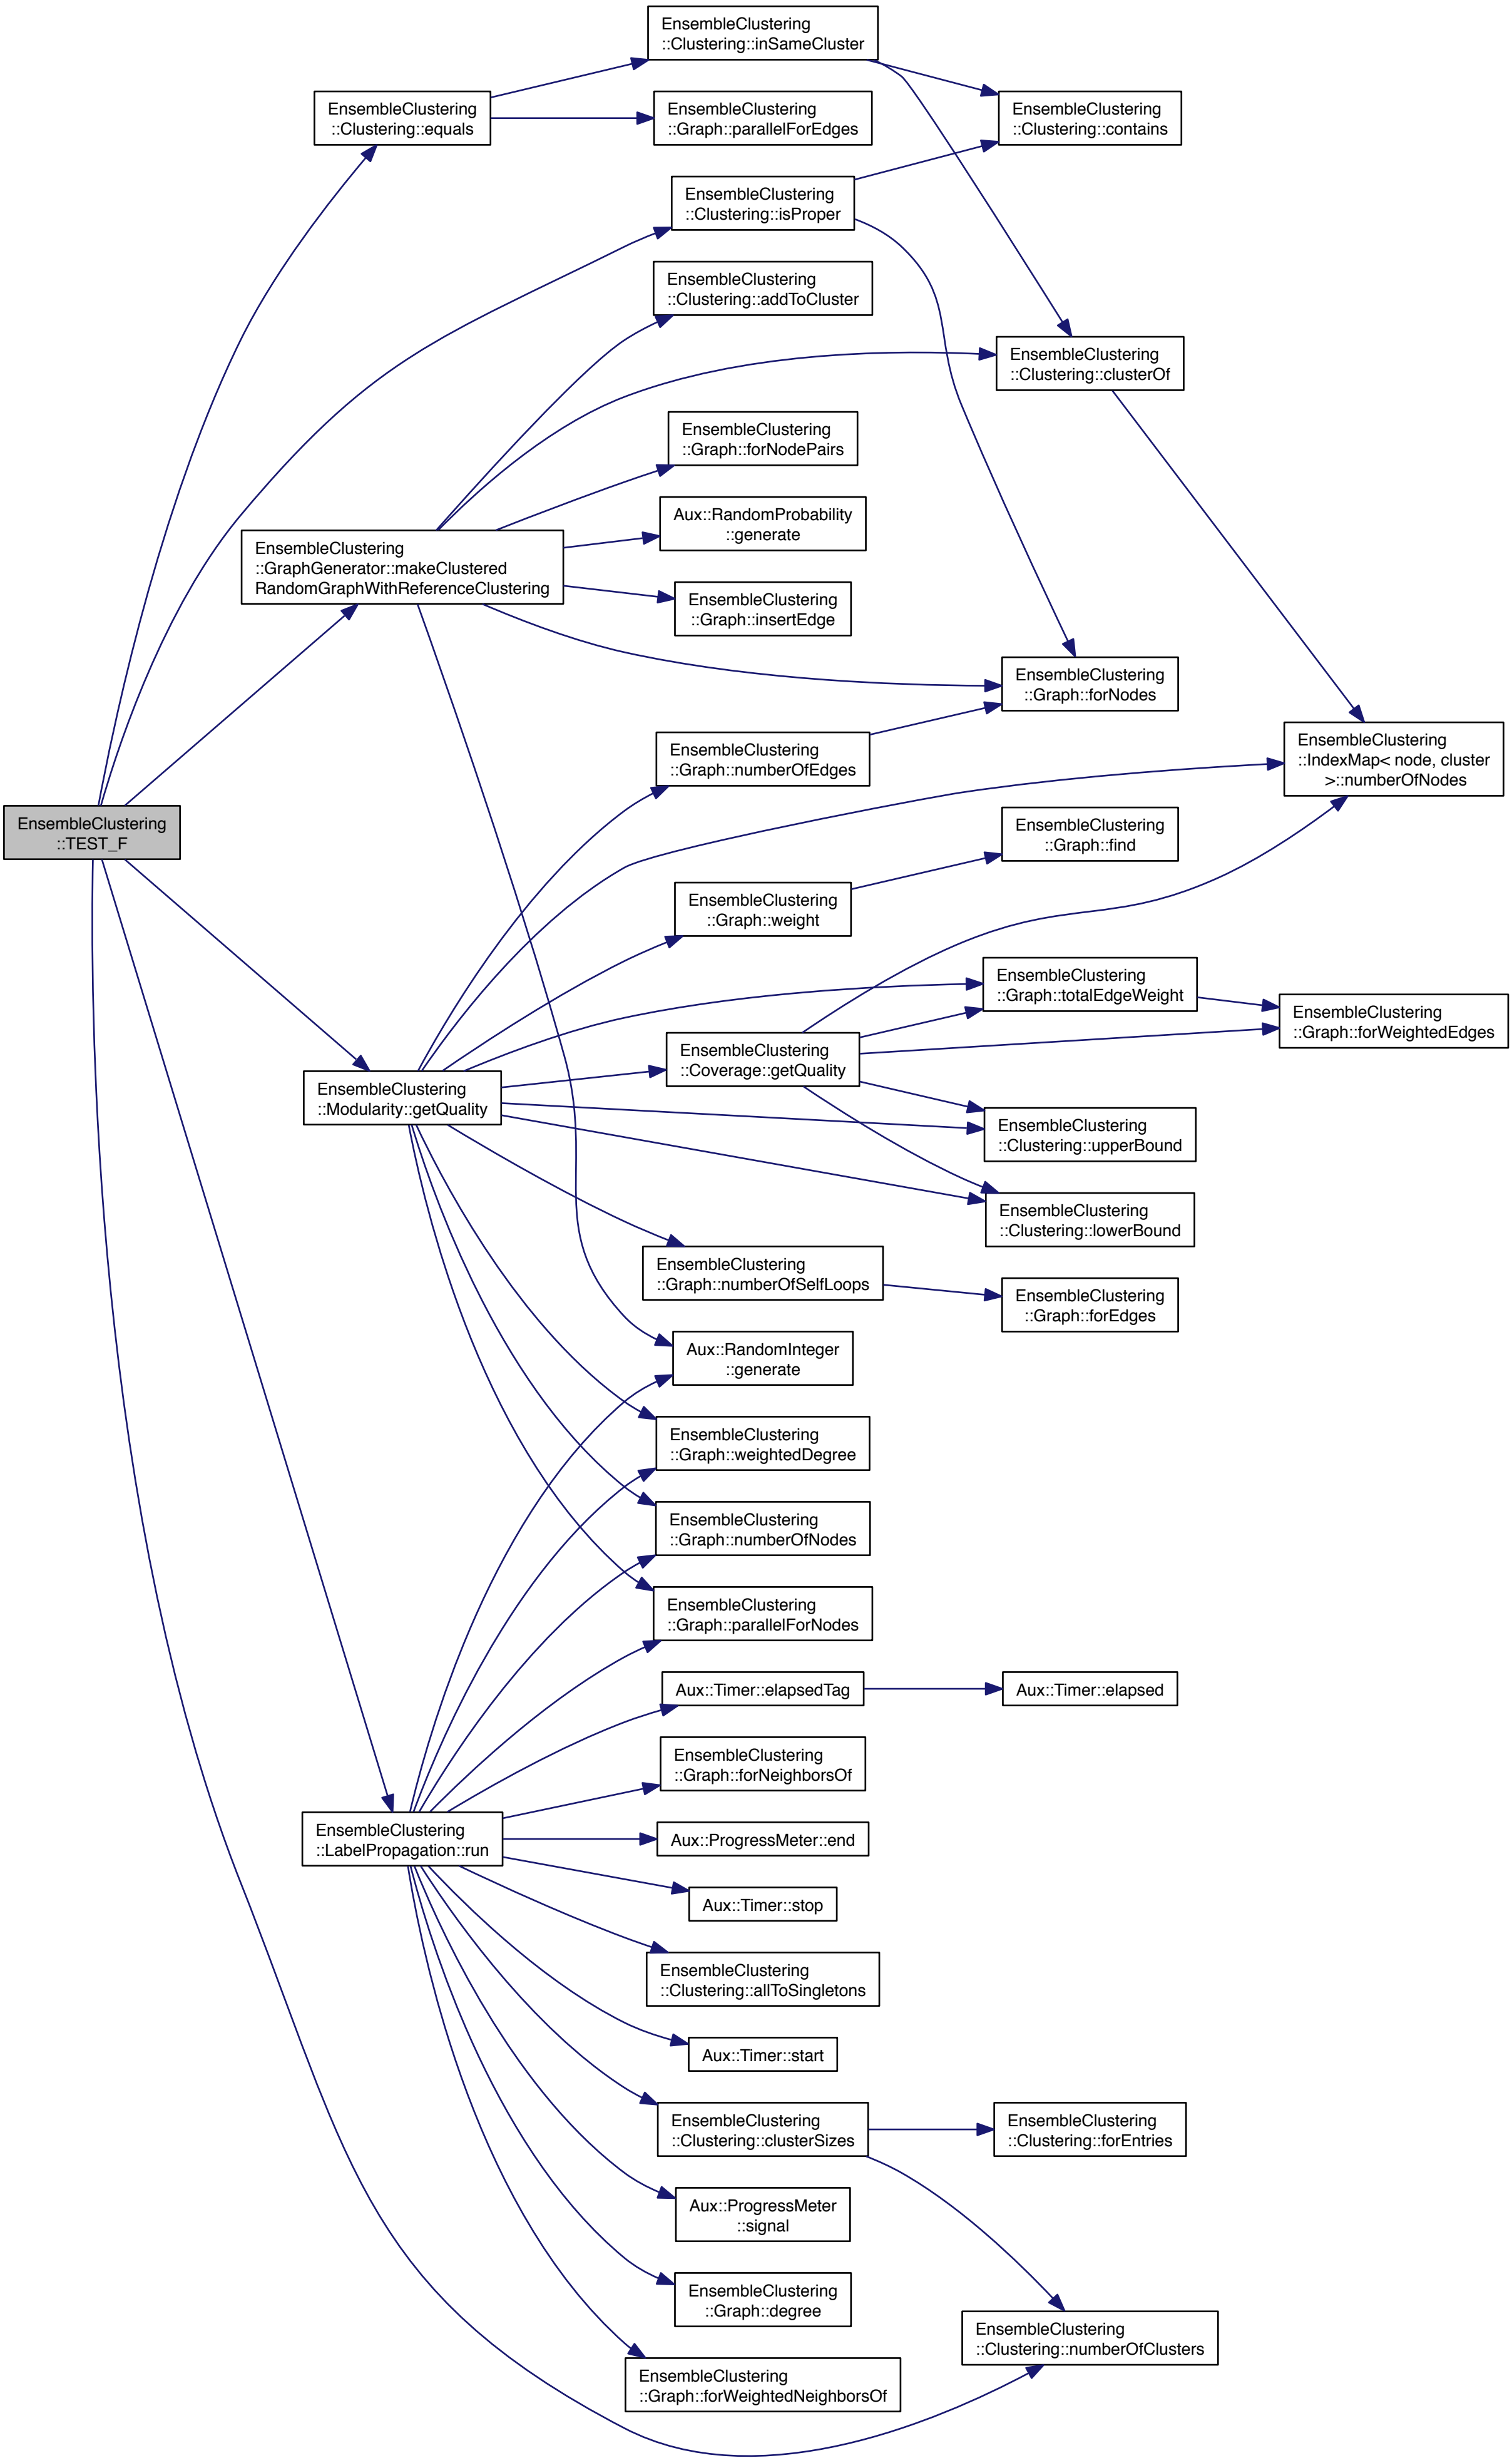 EnsembleClustering
::Clustering::inSameCluster
EnsembleClustering
::Clustering::equals
EnsembleClustering
::Graph::parallelForEdges
EnsembleClustering
::Clustering::contains
EnsembleClustering
::Clustering::isProper
EnsembleClustering
::Clustering::addToCluster
EnsembleClustering
::Clustering::clusterOf
EnsembleClustering
::Graph::forNodePairs
Aux::RandomProbability
::generate
EnsembleClustering
::GraphGenerator::makeClustered
RandomGraphWithReferenceClustering
EnsembleClustering
::Graph::insertEdge
EnsembleClustering
::Graph::forNodes
EnsembleClustering
::Graph::numberOfEdges
EnsembleClustering
::IndexMap< node, cluster
>::numberOfNodes
EnsembleClustering
::TEST_F
EnsembleClustering
::Graph::find
EnsembleClustering
::Graph::weight
EnsembleClustering
::Graph::totalEdgeWeight
EnsembleClustering
::Graph::forWeightedEdges
EnsembleClustering
::Coverage::getQuality
EnsembleClustering
::Modularity::getQuality
EnsembleClustering
::Clustering::upperBound
EnsembleClustering
::Clustering::lowerBound
EnsembleClustering
::Graph::numberOfSelfLoops
EnsembleClustering
::Graph::forEdges
Aux::RandomInteger
::generate
EnsembleClustering
::Graph::weightedDegree
EnsembleClustering
::Graph::numberOfNodes
EnsembleClustering
::Graph::parallelForNodes
Aux::Timer::elapsedTag
Aux::Timer::elapsed
EnsembleClustering
::Graph::forNeighborsOf
EnsembleClustering
::LabelPropagation::run
Aux::ProgressMeter::end
Aux::Timer::stop
EnsembleClustering
::Clustering::allToSingletons
Aux::Timer::start
EnsembleClustering
::Clustering::clusterSizes
EnsembleClustering
::Clustering::forEntries
Aux::ProgressMeter
::signal
EnsembleClustering
::Graph::degree
EnsembleClustering
::Clustering::numberOfClusters
EnsembleClustering
::Graph::forWeightedNeighborsOf